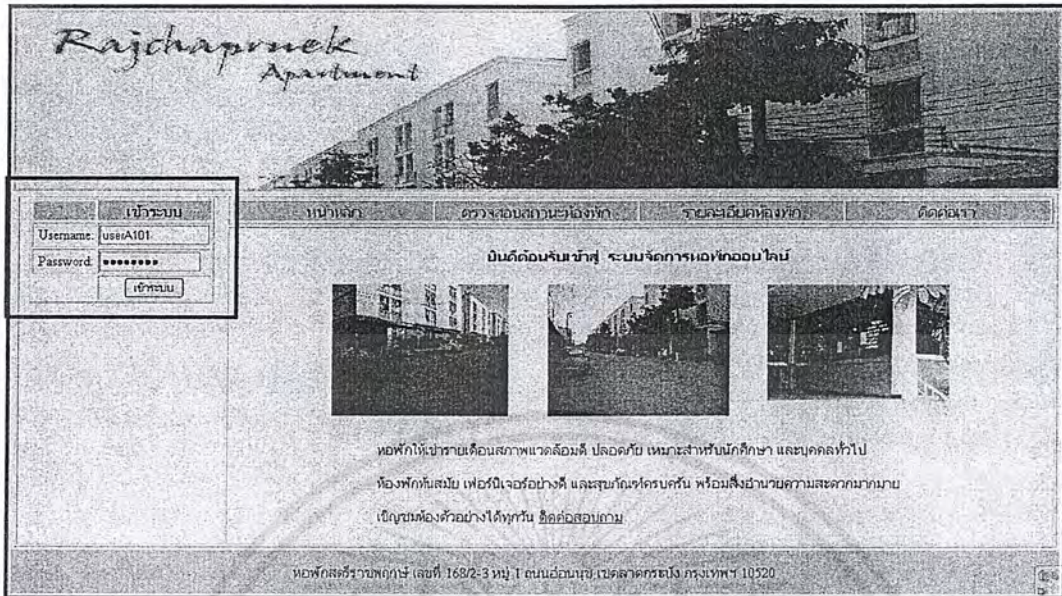 Rajchapruek
Apartment
เข้าระบบ
Username: userA101
Password: ••••••••
เข้าระบบ
หน้าหลัก ตรวจสอบสถานะห้องพัก รายละเอียดห้องพัก ติดต่อเรา
ยินดีต้อนรับเข้าสู่ ระบบจัดการหอพักออนไลน์
หอพักให้เช่ารายเดือนสภาพแวดล้อมดี ปลอดภัย เหมาะสำหรับนักศึกษา และบุคคลทั่วไป
ห้องพักทันสมัย เฟอร์นิเจอร์อย่างดี และสุขภัณฑ์ครบครัน พร้อมสิ่งอำนวยความสะดวกมากมาย
เชิญชมห้องตัวอย่างได้ทุกวัน ติดต่อสอบถาม
หอพักสตรีราชพฤกษ์ เลขที่ 168/2-3 หมู่ 1 ถนนอ่อนนุช เขตลาดกระบัง กรุงเทพฯ 10520